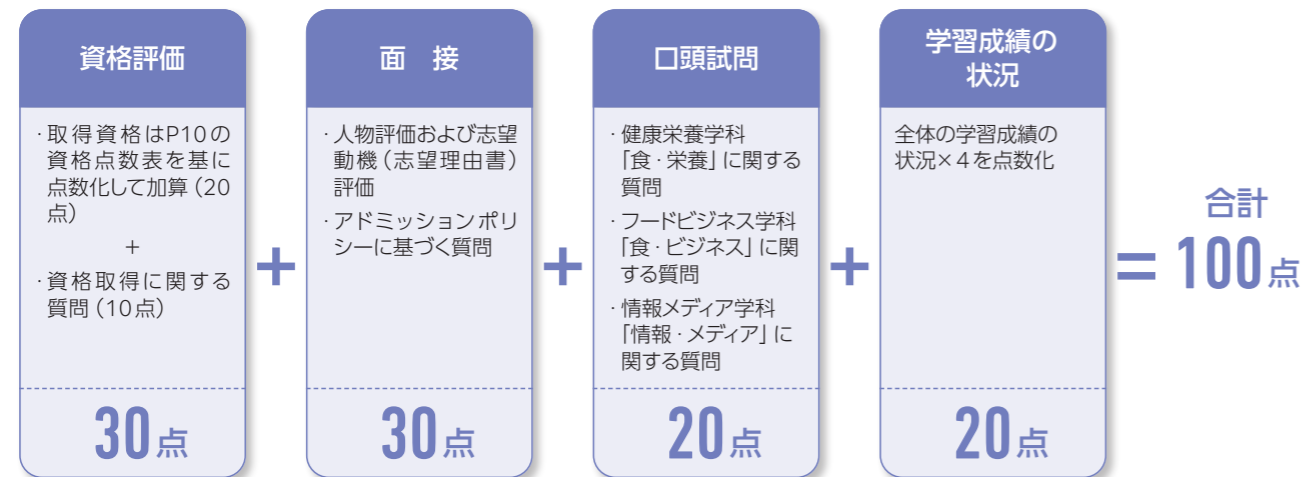 資格評価
・取得資格はP10の
資格点数表を基に
点数化して加算（20
点）
＋
・資格取得に関する
質問（10点）
30点
＋
面　接
・人物評価および志望
動機（志望理由書）
評価
・アドミッションポリ
シーに基づく質問
30点
＋
口頭試問
・健康栄養学科
「食・栄養」に関する
質問
・フードビジネス学科
「食・ビジネス」に関
する質問
・情報メディア学科
「情報・メディア」に
関する質問
20点
＋
学習成績の
状況
全体の学習成績の
状況×4を点数化
20点
＝
合計
100点